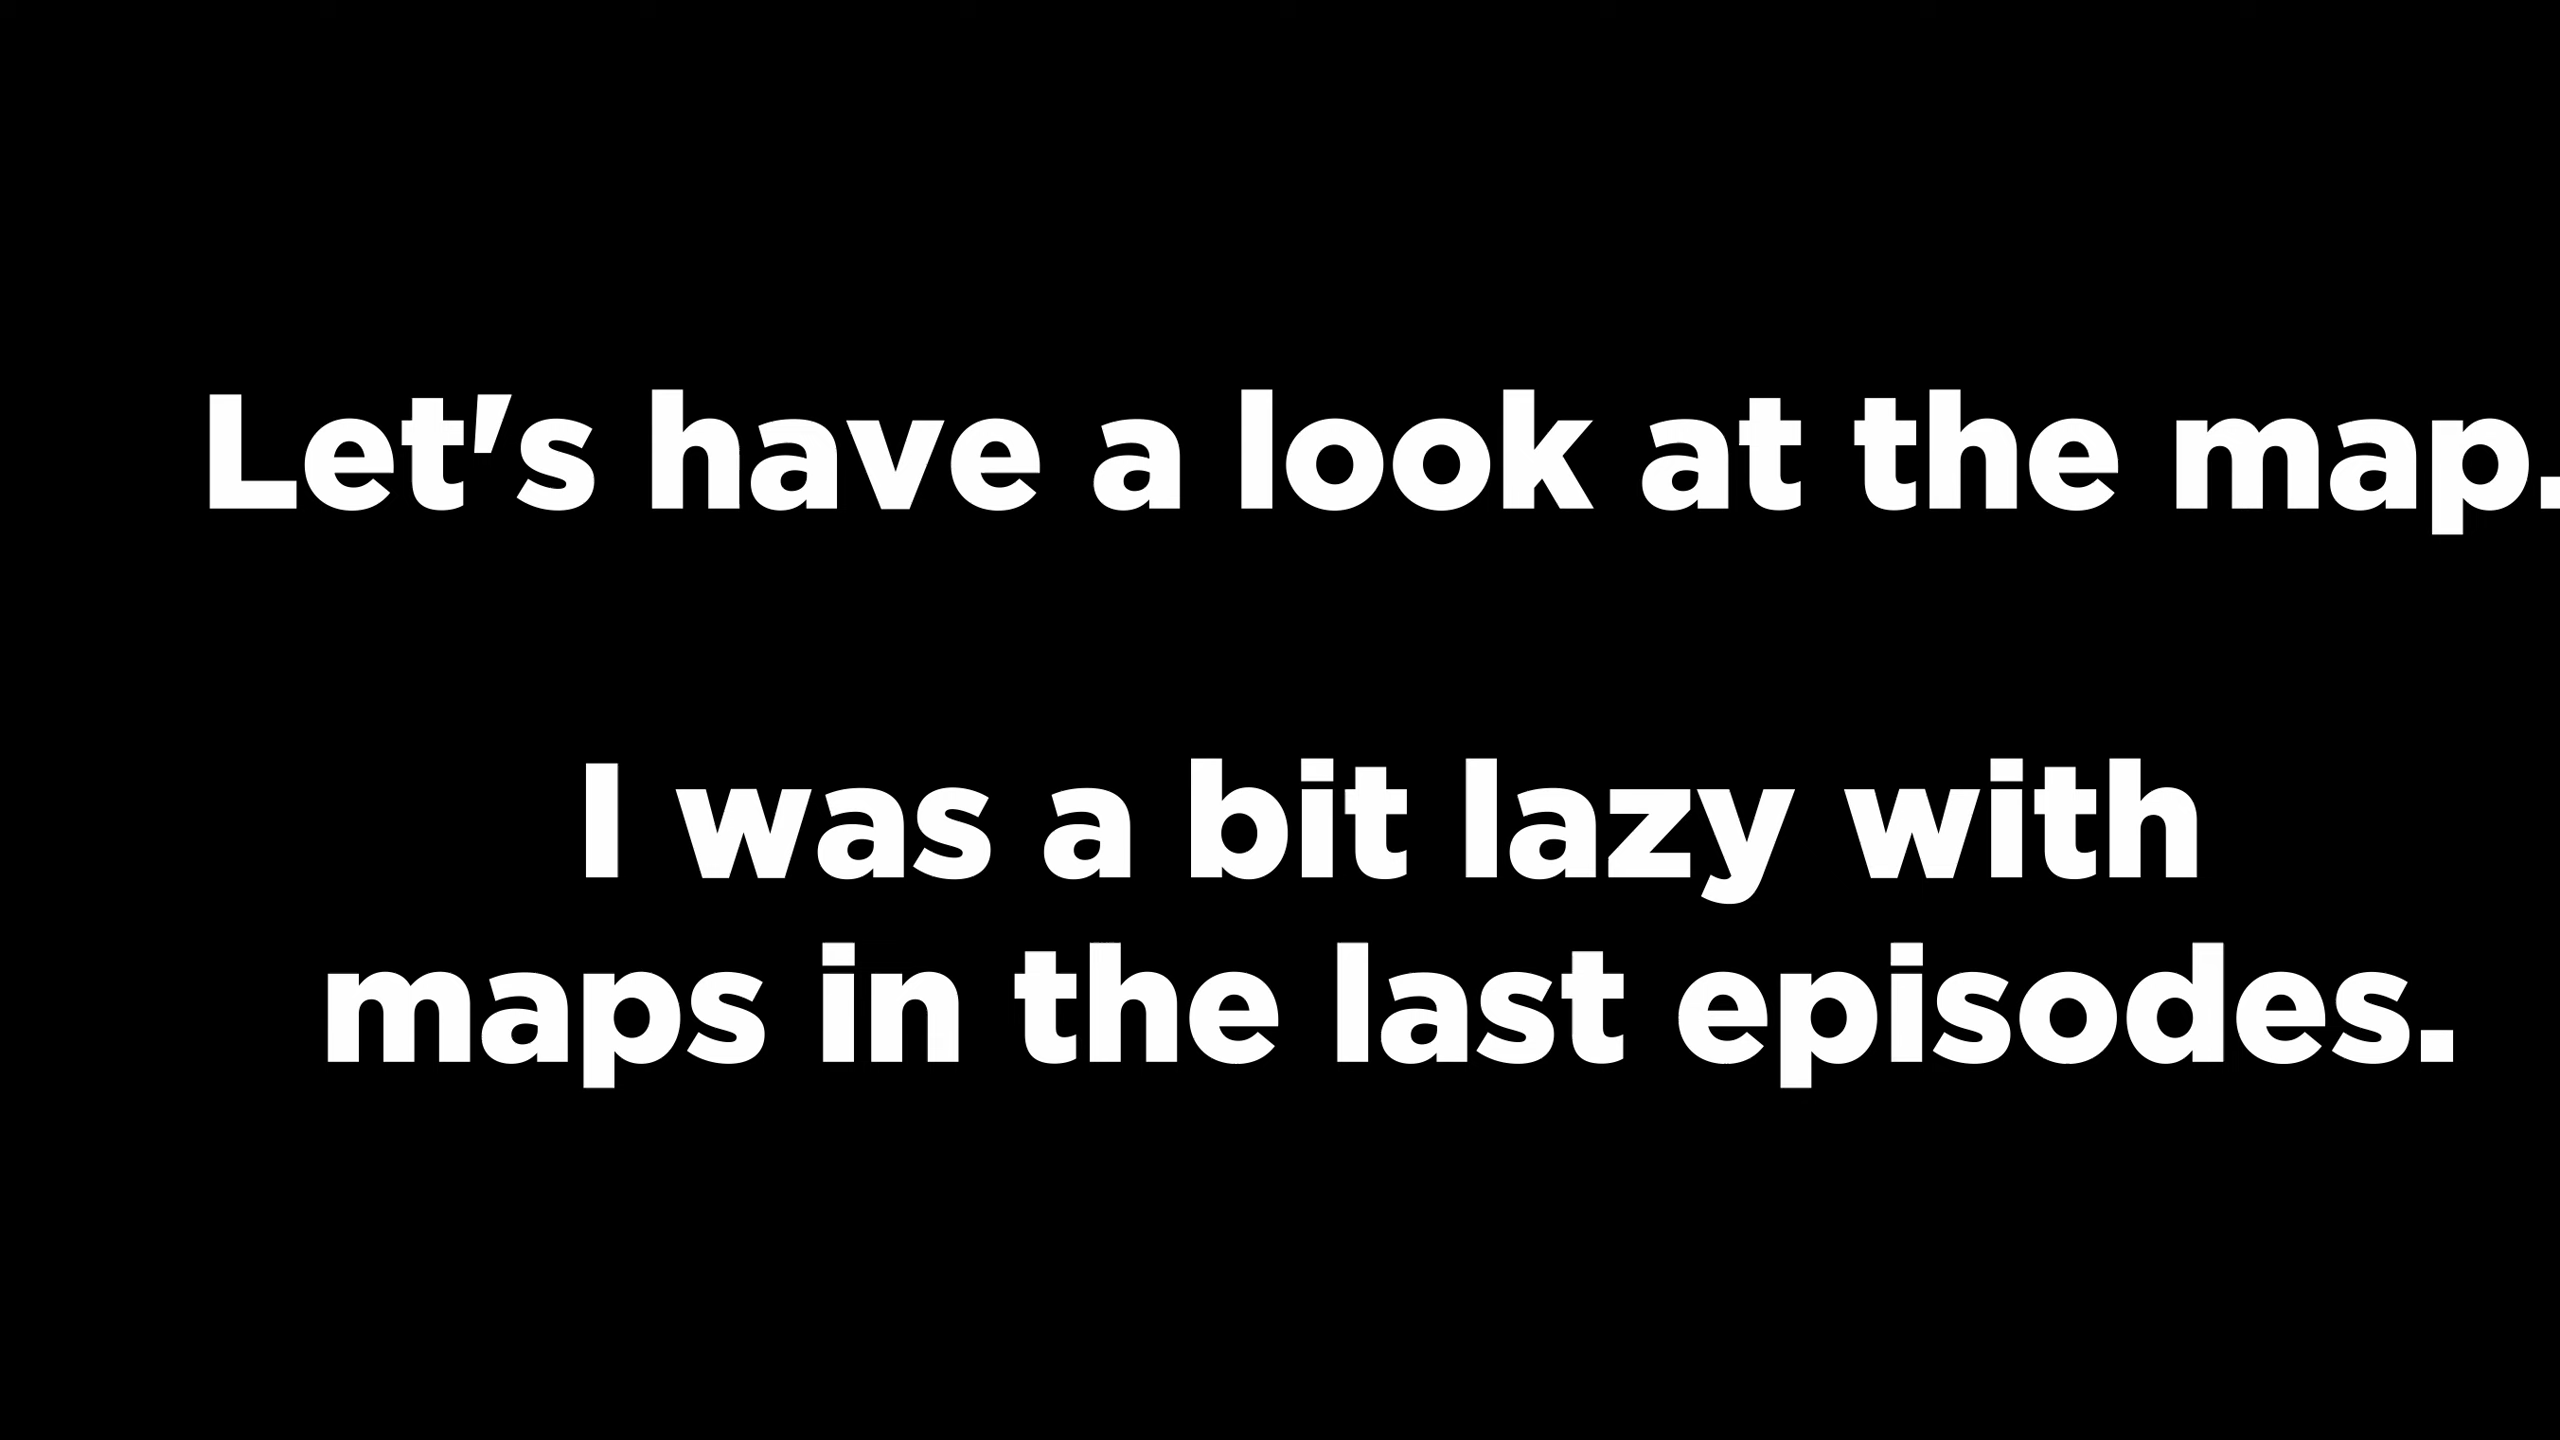 Let's have a look at the map.
I was a bit lazy with
maps in the last episodes.